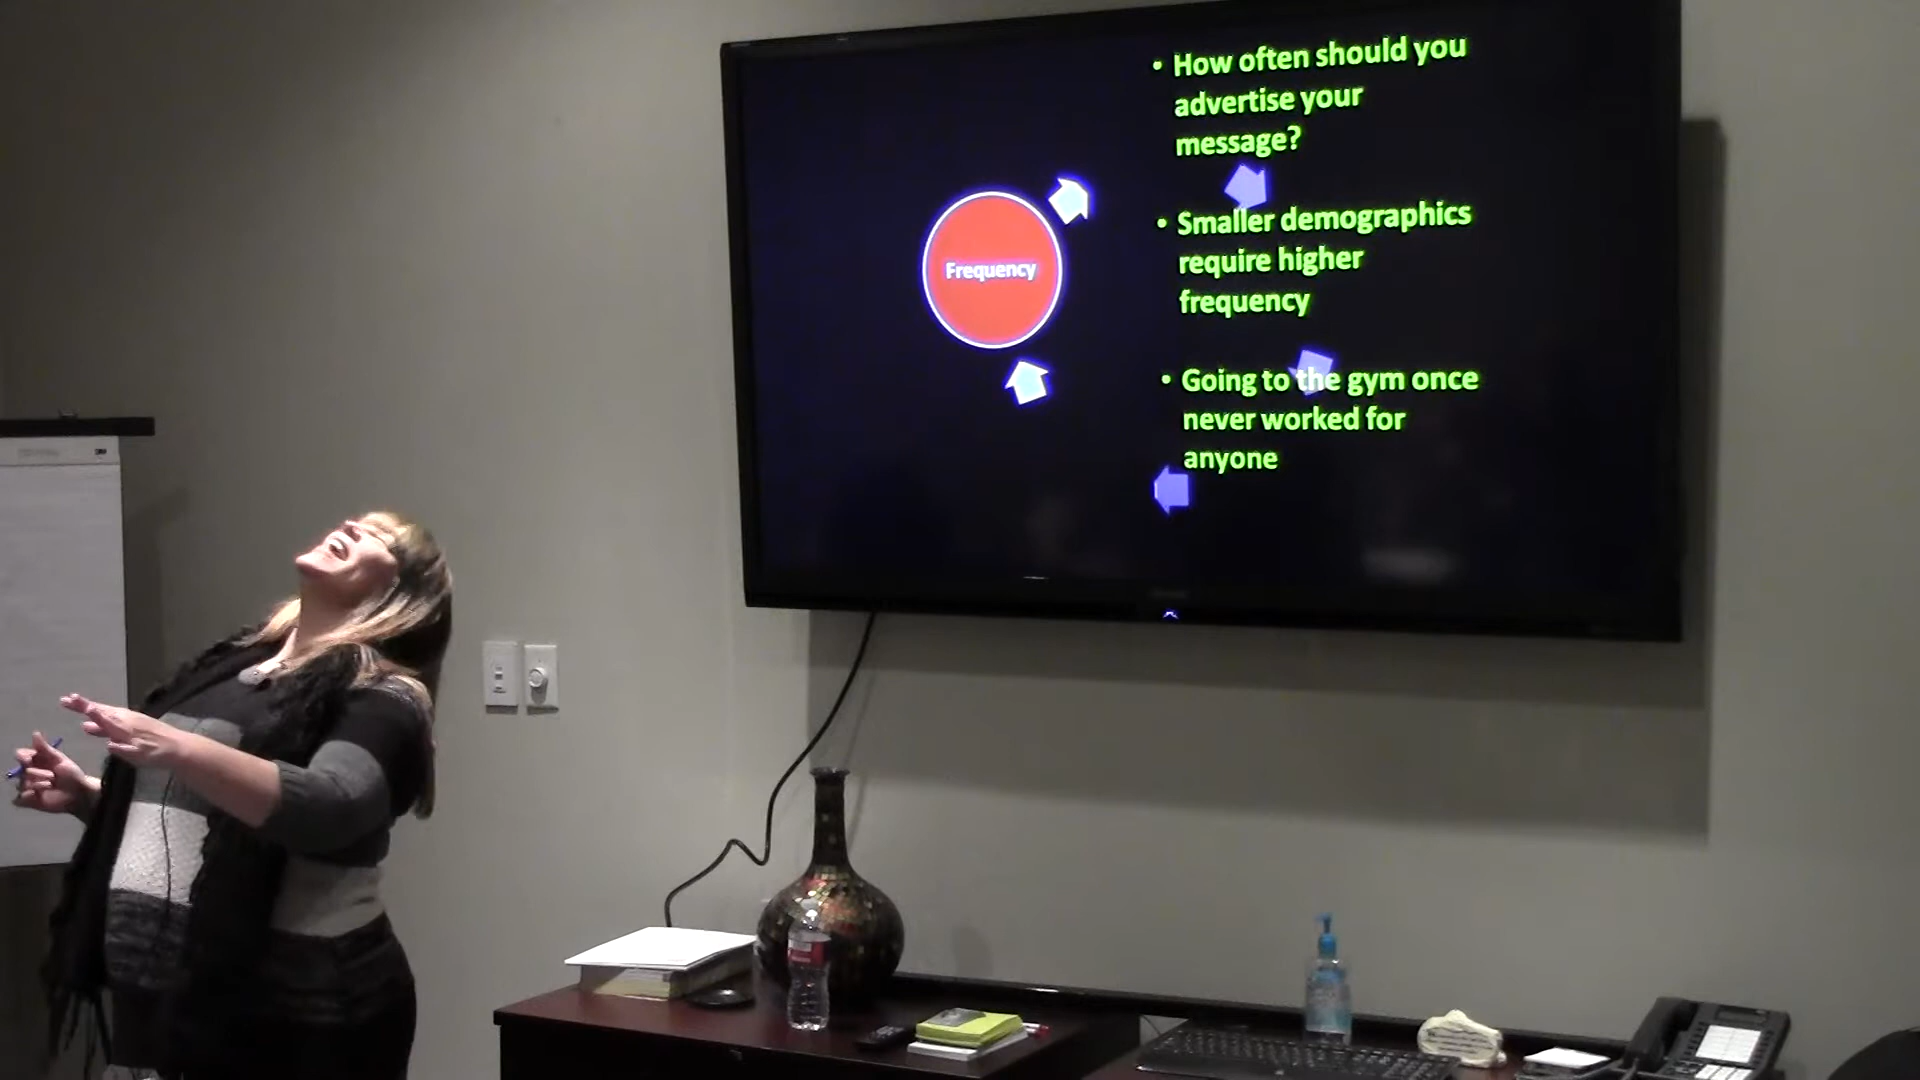 • How often should you
advertise your
message?
Frequency
• Smaller demographics
require higher
frequency
• Going to the gym once
never worked for
anyone
3M